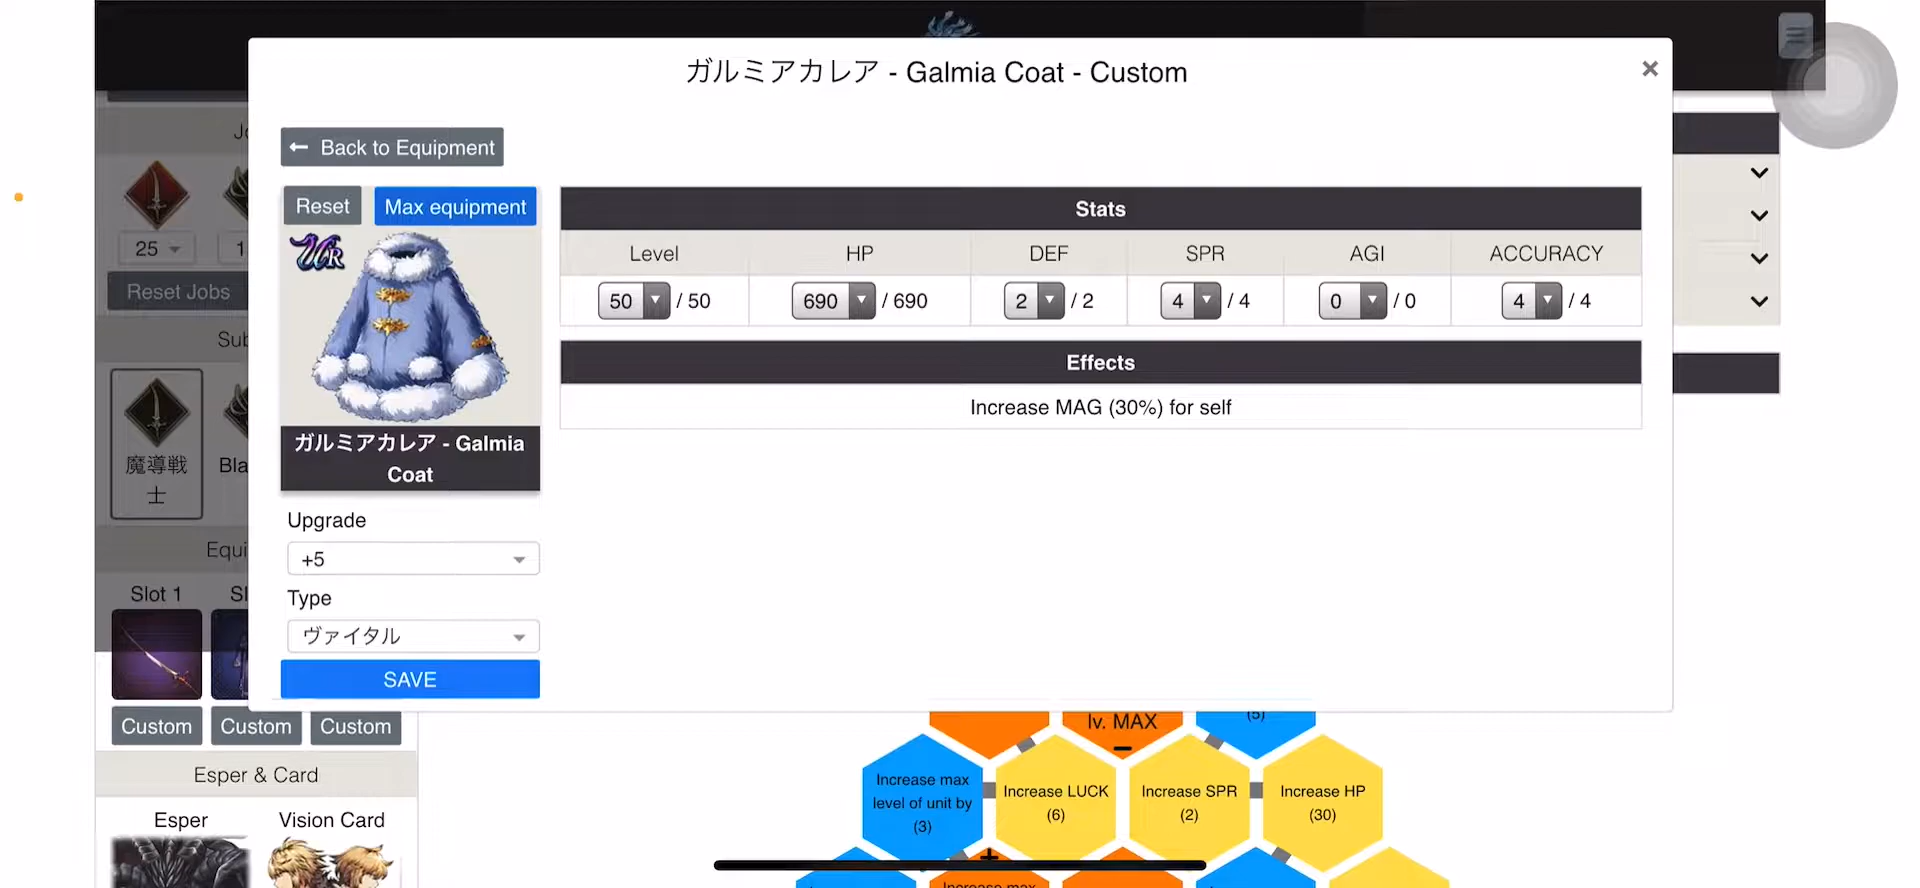 ガルミアカレア - Galmia Coat - Custom
×
Back to Equipment
Reset
Max equipment
UR
ガルミアカレア - Galmia
Coat
Upgrade
+5
Type
ヴァイタル
SAVE
Stats
Level HP DEF SPR AGI ACCURACY
50 / 50 690 / 690 2 / 2 4 / 4 0 / 0 4 / 4
Effects
Increase MAG (30%) for self
25
Reset Jobs
魔導戦
士
Slot 1
Custom Custom Custom
Esper & Card
Esper Vision Card
lv. MAX
(5)
Increase max
level of unit by
(3)
Increase LUCK
(6)
Increase SPR
(2)
Increase HP
(30)
Increase max